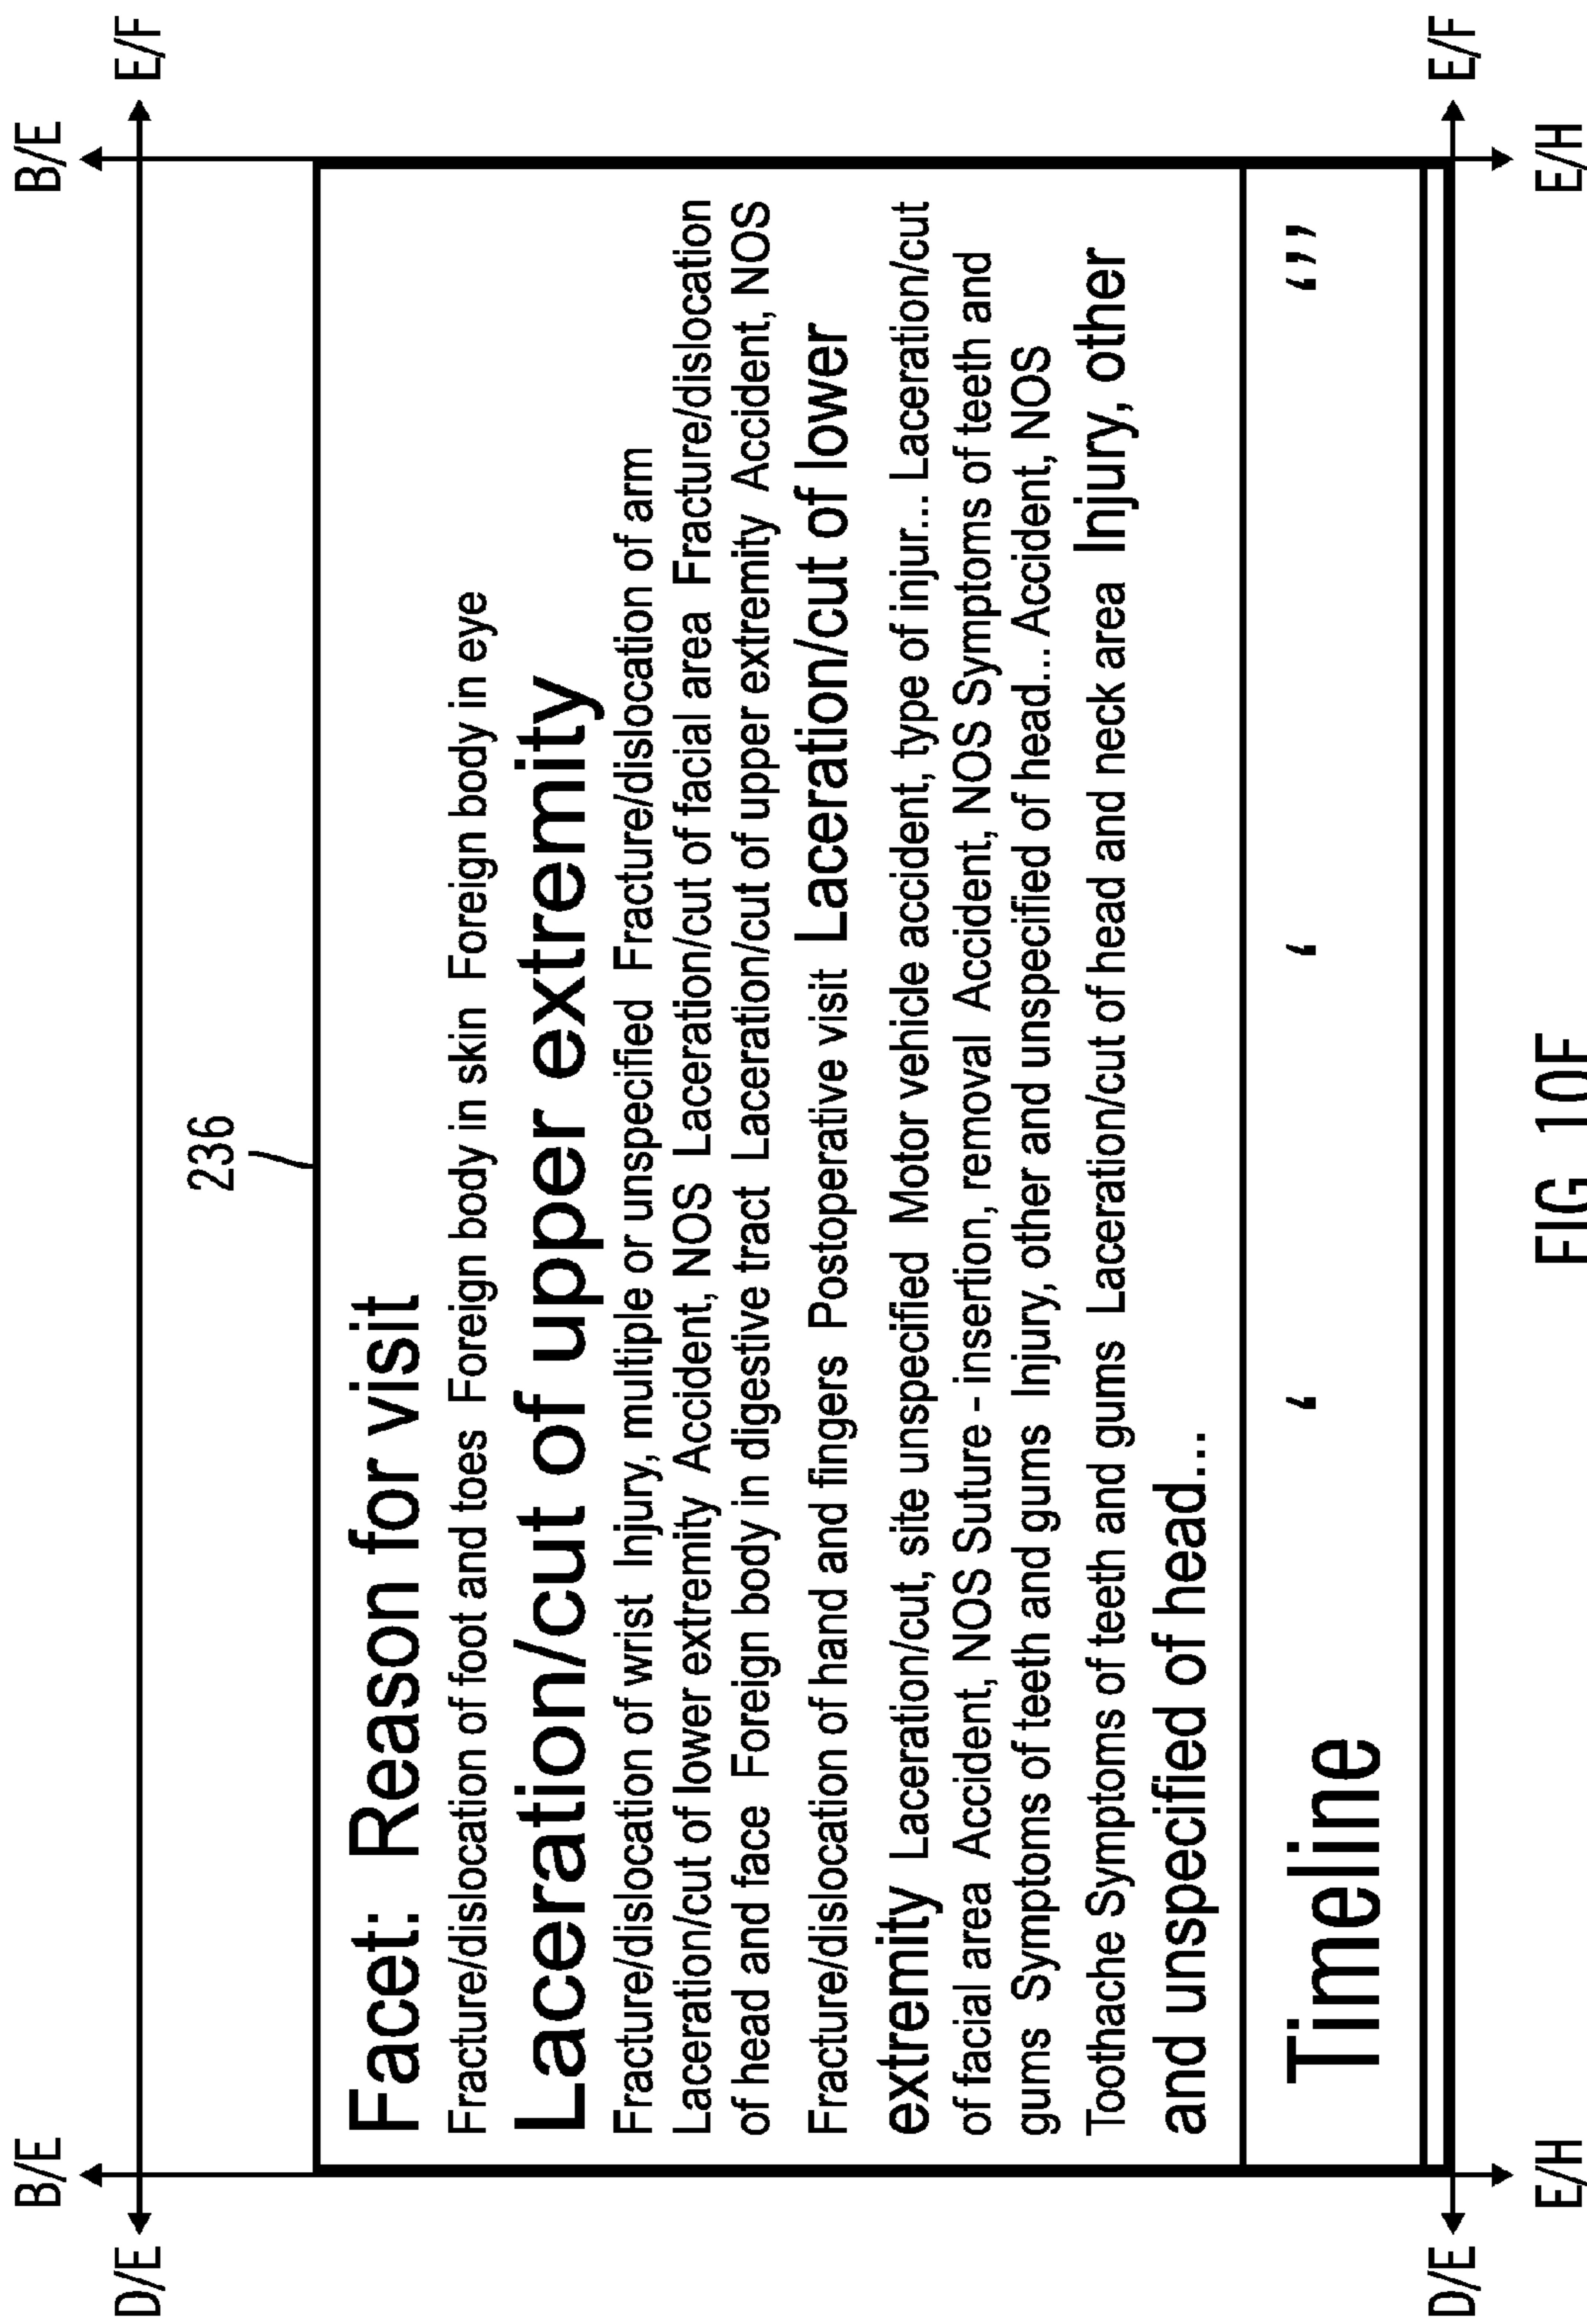 B/E B/E
D/E E/F
236
Facet: Reason for visit
Fracture/dislocation of foot and toes Foreign body in skin Foreign body in eye
Laceration/cut of upper extremity
Fracture/dislocation of wrist Injury, multiple or unspecified Fracture/dislocation of arm
Laceration/cut of lower extremity Accident, NOS Laceration/cut of facial area Fracture/dislocation
of head and face Foreign body in digestive tract Laceration/cut of upper extremity Accident, NOS
Fracture/dislocation of hand and fingers Postoperative visit Laceration/cut of lower
extremity Laceration/cut, site unspecified Motor vehicle accident, type of injur... Laceration/cut
of facial area Accident, NOS Suture - insertion, removal Accident, NOS Symptoms of teeth and
gums Symptoms of teeth and gums Injury, other and unspecified of head... Accident, NOS
Toothache Symptoms of teeth and gums Laceration/cut of head and neck area Injury, other
and unspecified of head...
Timeline ‘ ‘ ‘’’
D/E E/F
E/H E/H
FIG. 10E